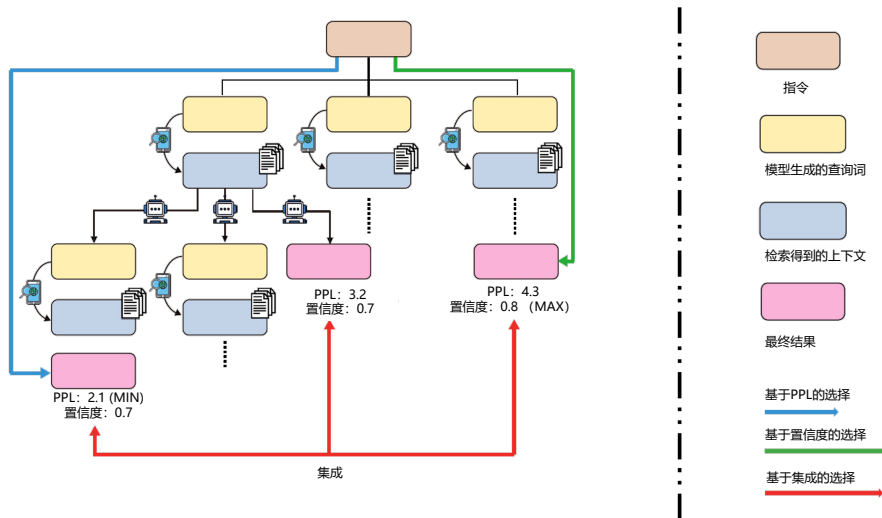 PPL：3.2
置信度：0.7
PPL：4.3
置信度：0.8 （MAX）
PPL：2.1 (MIN)
置信度：0.7
集成
指令
模型生成的查询词
检索得到的上下文
最终结果
基于PPL的选择
基于置信度的选择
基于集成的选择